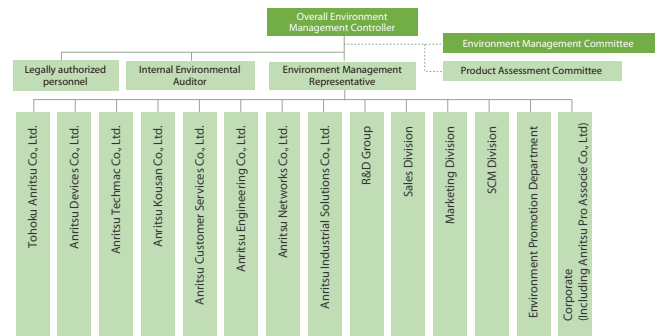 Overall Environment
Management Controller
Environment Management Committee
Product Assessment Committee
Legally authorized
personnel
Internal Environmental
Auditor
Environment Management
Representative
Tohoku Anritsu Co., Ltd.
Anritsu Devices Co., Ltd.
Anritsu Techmac Co., Ltd.
Anritsu Kousan Co., Ltd.
Anritsu Customer Services Co., Ltd.
Anritsu Engineering Co., Ltd.
Anritsu Networks Co., Ltd.
Anritsu Industrial Solutions Co., Ltd.
R&D Group
Sales Division
Marketing Division
SCM Division
Environment Promotion Department
Corporate
(Including Anritsu Pro Associe Co., Ltd)